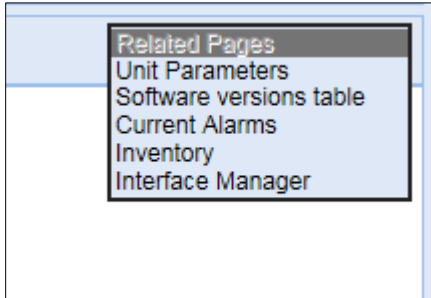 Related Pages
Unit Parameters
Software versions table
Current Alarms
Inventory
Interface Manager